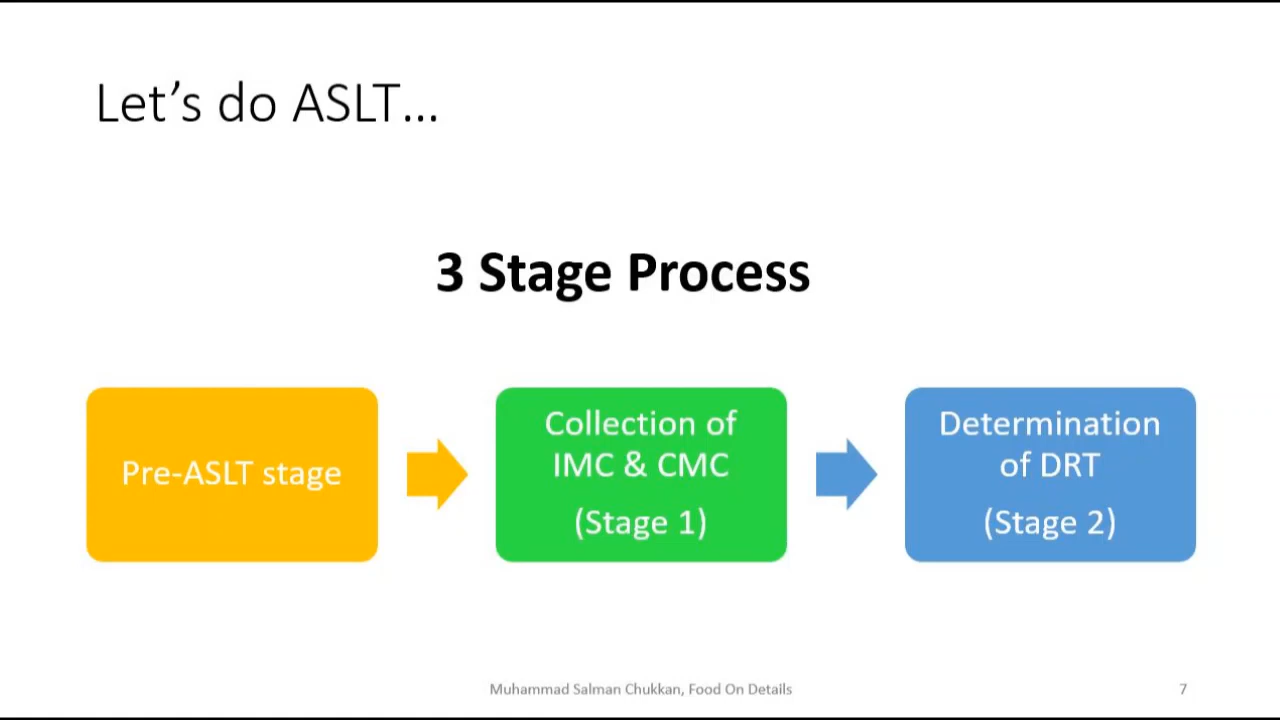 Let's do ASLT...
3 Stage Process
Pre-ASLT stage
Collection of
IMC & CMC
(Stage 1)
Determination
of DRT
(Stage 2)
Muhammad Salman Chukkan, Food On Details
7